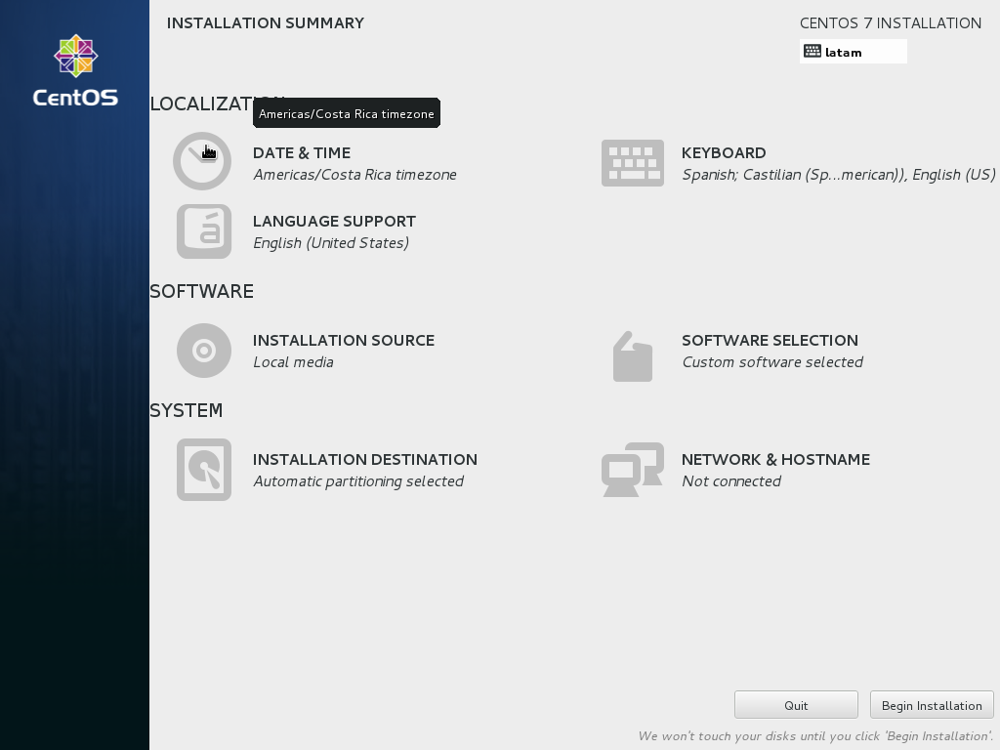 INSTALLATION SUMMARY
CENTOS 7 INSTALLATION
latam
CentOS
LOCALIZATION
Americas/Costa Rica timezone
DATE & TIME
Americas/Costa Rica timezone
KEYBOARD
Spanish; Castilian (Sp...merican)), English (US)
á
LANGUAGE SUPPORT
English (United States)
SOFTWARE
INSTALLATION SOURCE
Local media
SOFTWARE SELECTION
Custom software selected
SYSTEM
INSTALLATION DESTINATION
Automatic partitioning selected
NETWORK & HOSTNAME
Not connected
Quit
Begin Installation
We won't touch your disks until you click 'Begin Installation'.